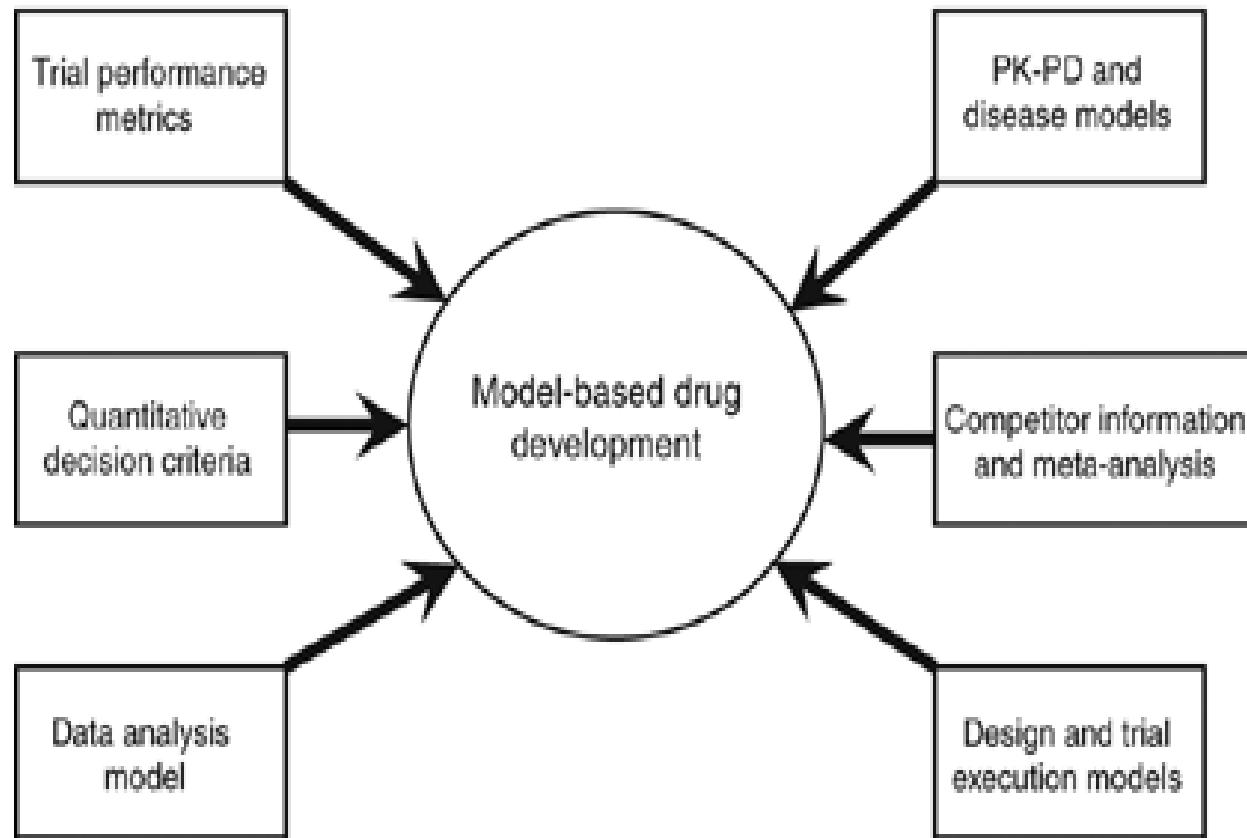 Trial performance
metrics
PK-PD and
disease models
Model-based drug
development
Quantitative
decision criteria
Competitor information
and meta-analysis
Data analysis
model
Design and trial
execution models